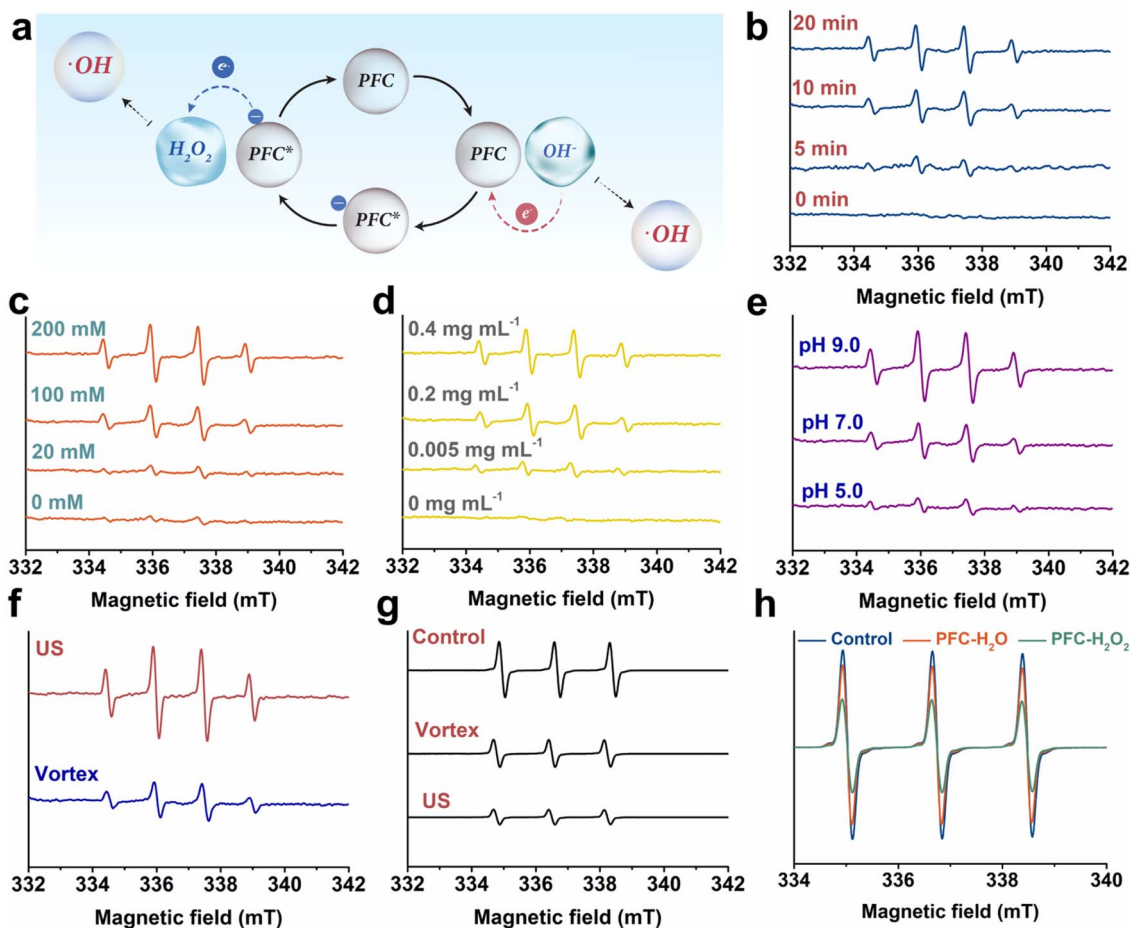 a
·OH
e-
PFC
H2O2
PFC*
PFC
OH-
PFC*
e-
·OH
b
20 min
10 min
5 min
0 min
332 334 336 338 340 342
Magnetic field (mT)
c
200 mM
100 mM
20 mM
0 mM
332 334 336 338 340 342
Magnetic field (mT)
d
0.4 mg mL-1
0.2 mg mL-1
0.005 mg mL-1
0 mg mL-1
332 334 336 338 340 342
Magnetic field (mT)
e
pH 9.0
pH 7.0
pH 5.0
332 334 336 338 340 342
Magnetic field (mT)
f
US
Vortex
332 334 336 338 340 342
Magnetic field (mT)
g
Control
Vortex
US
332 334 336 338 340 342
Magnetic field (mT)
h
Control PFC-H2O PFC-H2O2
334 336 338 340
Magnetic field (mT)